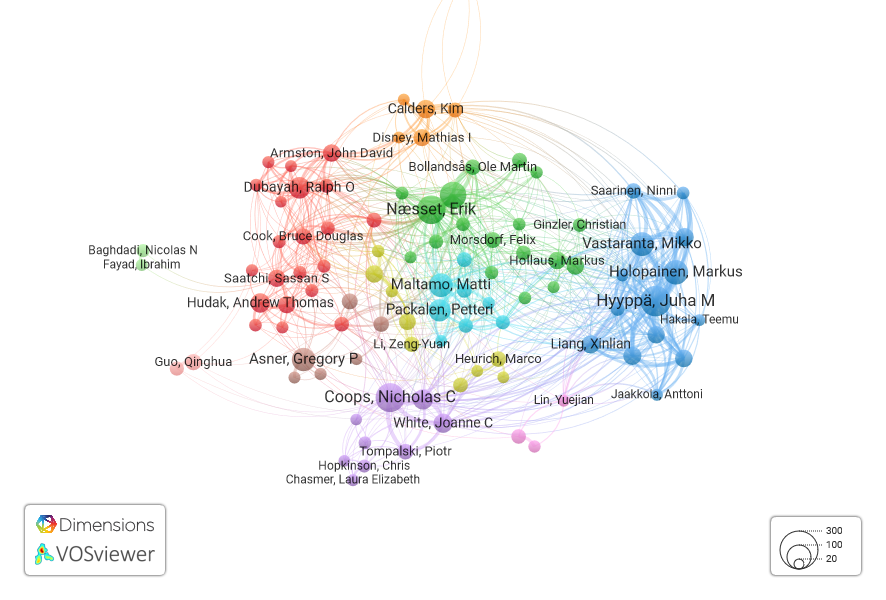 Calders, Kim
Disney, Mathias I
Armston, John David
Bollandsås, Ole Martin
Dubayah, Ralph O
Saarinen, Ninni
Næsset, Erik
Ginzler, Christian
Cook, Bruce Douglas
Morsdorf, Felix
Vastaranta, Mikko
Baghdadi, Nicolas N
Fayad, Ibrahim
Hollaus, Markus
Holopainen, Markus
Saatchi, Sassan S
Maltamo, Matti
Hudak, Andrew Thomas
Hyyppä, Juha M
Packalen, Petteri
Hakala, Teemu
Li, Zeng-Yuan
Liang, Xinlian
Guo, Qinghua
Asner, Gregory P
Heurich, Marco
Coops, Nicholas C
Lin, Yuejian
Jaakkola, Anttoni
White, Joanne C
Tompalski, Piotr
Hopkinson, Chris
Chasmer, Laura Elizabeth
Dimensions
VOSviewer
300
100
20